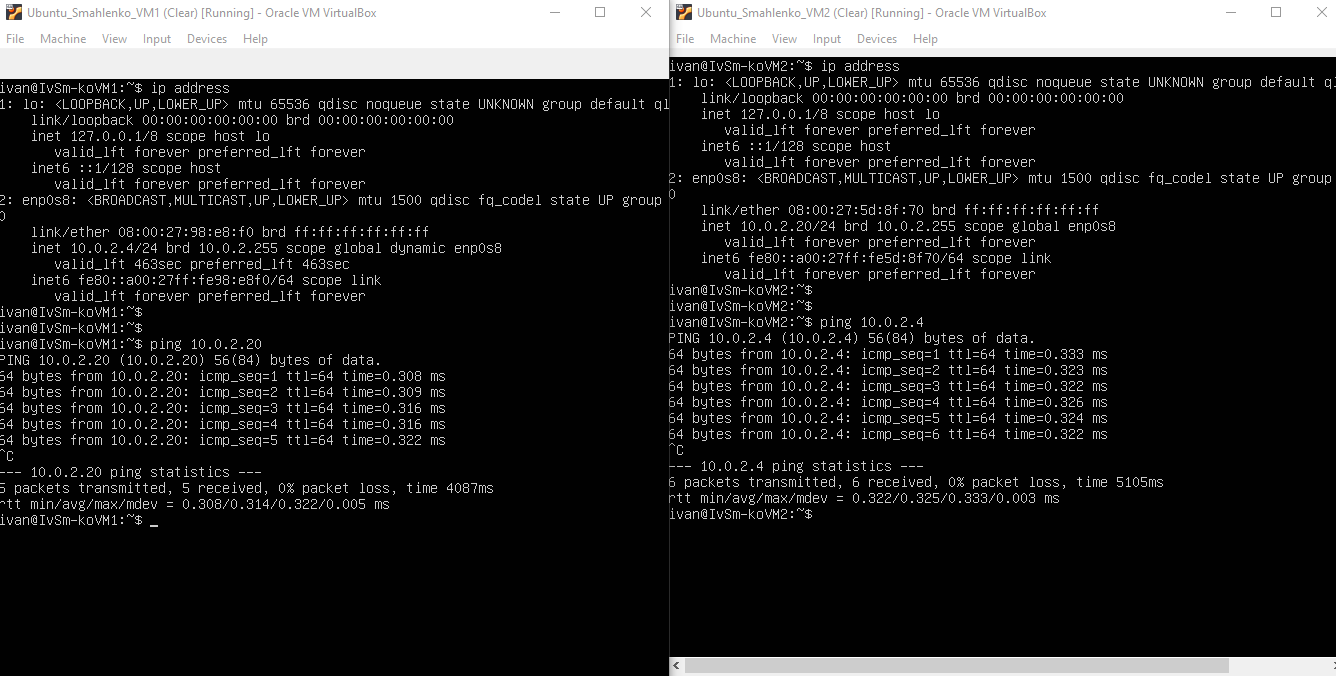 Ubuntu_Smahlenko_VM1 (Clear) [Running] - Oracle VM VirtualBox
File Machine View Input Devices Help
ivan@IvSm-koVM1:~$ ip address
1: lo: <LOOPBACK,UP,LOWER_UP> mtu 65536 qdisc noqueue state UNKNOWN group default ql
link/loopback 00:00:00:00:00:00 brd 00:00:00:00:00:00
inet 127.0.0.1/8 scope host lo
valid_lft forever preferred_lft forever
inet6 ::1/128 scope host
valid_lft forever preferred_lft forever
2: enp0s8: <BROADCAST,MULTICAST,UP,LOWER_UP> mtu 1500 qdisc fq_codel state UP group
0
link/ether 08:00:27:98:e8:f0 brd ff:ff:ff:ff:ff:ff
inet 10.0.2.4/24 brd 10.0.2.255 scope global dynamic enp0s8
valid_lft 463sec preferred_lft 463sec
inet6 fe80::a00:27ff:fe98:e8f0/64 scope link
valid_lft forever preferred_lft forever
ivan@IvSm-koVM1:~$
ivan@IvSm-koVM1:~$
ivan@IvSm-koVM1:~$ ping 10.0.2.20
PING 10.0.2.20 (10.0.2.20) 56(84) bytes of data.
64 bytes from 10.0.2.20: icmp_seq=1 ttl=64 time=0.308 ms
64 bytes from 10.0.2.20: icmp_seq=2 ttl=64 time=0.309 ms
64 bytes from 10.0.2.20: icmp_seq=3 ttl=64 time=0.316 ms
64 bytes from 10.0.2.20: icmp_seq=4 ttl=64 time=0.316 ms
64 bytes from 10.0.2.20: icmp_seq=5 ttl=64 time=0.322 ms
^C
--- 10.0.2.20 ping statistics ---
5 packets transmitted, 5 received, 0% packet loss, time 4087ms
rtt min/avg/max/mdev = 0.308/0.314/0.322/0.005 ms
ivan@IvSm-koVM1:~$ _
Ubuntu_Smahlenko_VM2 (Clear) [Running] - Oracle VM VirtualBox
File Machine View Input Devices Help
ivan@IvSm-koVM2:~$ ip address
1: lo: <LOOPBACK,UP,LOWER_UP> mtu 65536 qdisc noqueue state UNKNOWN group default ql
link/loopback 00:00:00:00:00:00 brd 00:00:00:00:00:00
inet 127.0.0.1/8 scope host lo
valid_lft forever preferred_lft forever
inet6 ::1/128 scope host
valid_lft forever preferred_lft forever
2: enp0s8: <BROADCAST,MULTICAST,UP,LOWER_UP> mtu 1500 qdisc fq_codel state UP group
0
link/ether 08:00:27:5d:8f:70 brd ff:ff:ff:ff:ff:ff
inet 10.0.2.20/24 brd 10.0.2.255 scope global enp0s8
valid_lft forever preferred_lft forever
inet6 fe80::a00:27ff:fe5d:8f70/64 scope link
valid_lft forever preferred_lft forever
ivan@IvSm-koVM2:~$
ivan@IvSm-koVM2:~$
ivan@IvSm-koVM2:~$ ping 10.0.2.4
PING 10.0.2.4 (10.0.2.4) 56(84) bytes of data.
64 bytes from 10.0.2.4: icmp_seq=1 ttl=64 time=0.333 ms
64 bytes from 10.0.2.4: icmp_seq=2 ttl=64 time=0.323 ms
64 bytes from 10.0.2.4: icmp_seq=3 ttl=64 time=0.322 ms
64 bytes from 10.0.2.4: icmp_seq=4 ttl=64 time=0.326 ms
64 bytes from 10.0.2.4: icmp_seq=5 ttl=64 time=0.324 ms
64 bytes from 10.0.2.4: icmp_seq=6 ttl=64 time=0.322 ms
^C
--- 10.0.2.4 ping statistics ---
6 packets transmitted, 6 received, 0% packet loss, time 5105ms
rtt min/avg/max/mdev = 0.322/0.325/0.333/0.003 ms
ivan@IvSm-koVM2:~$